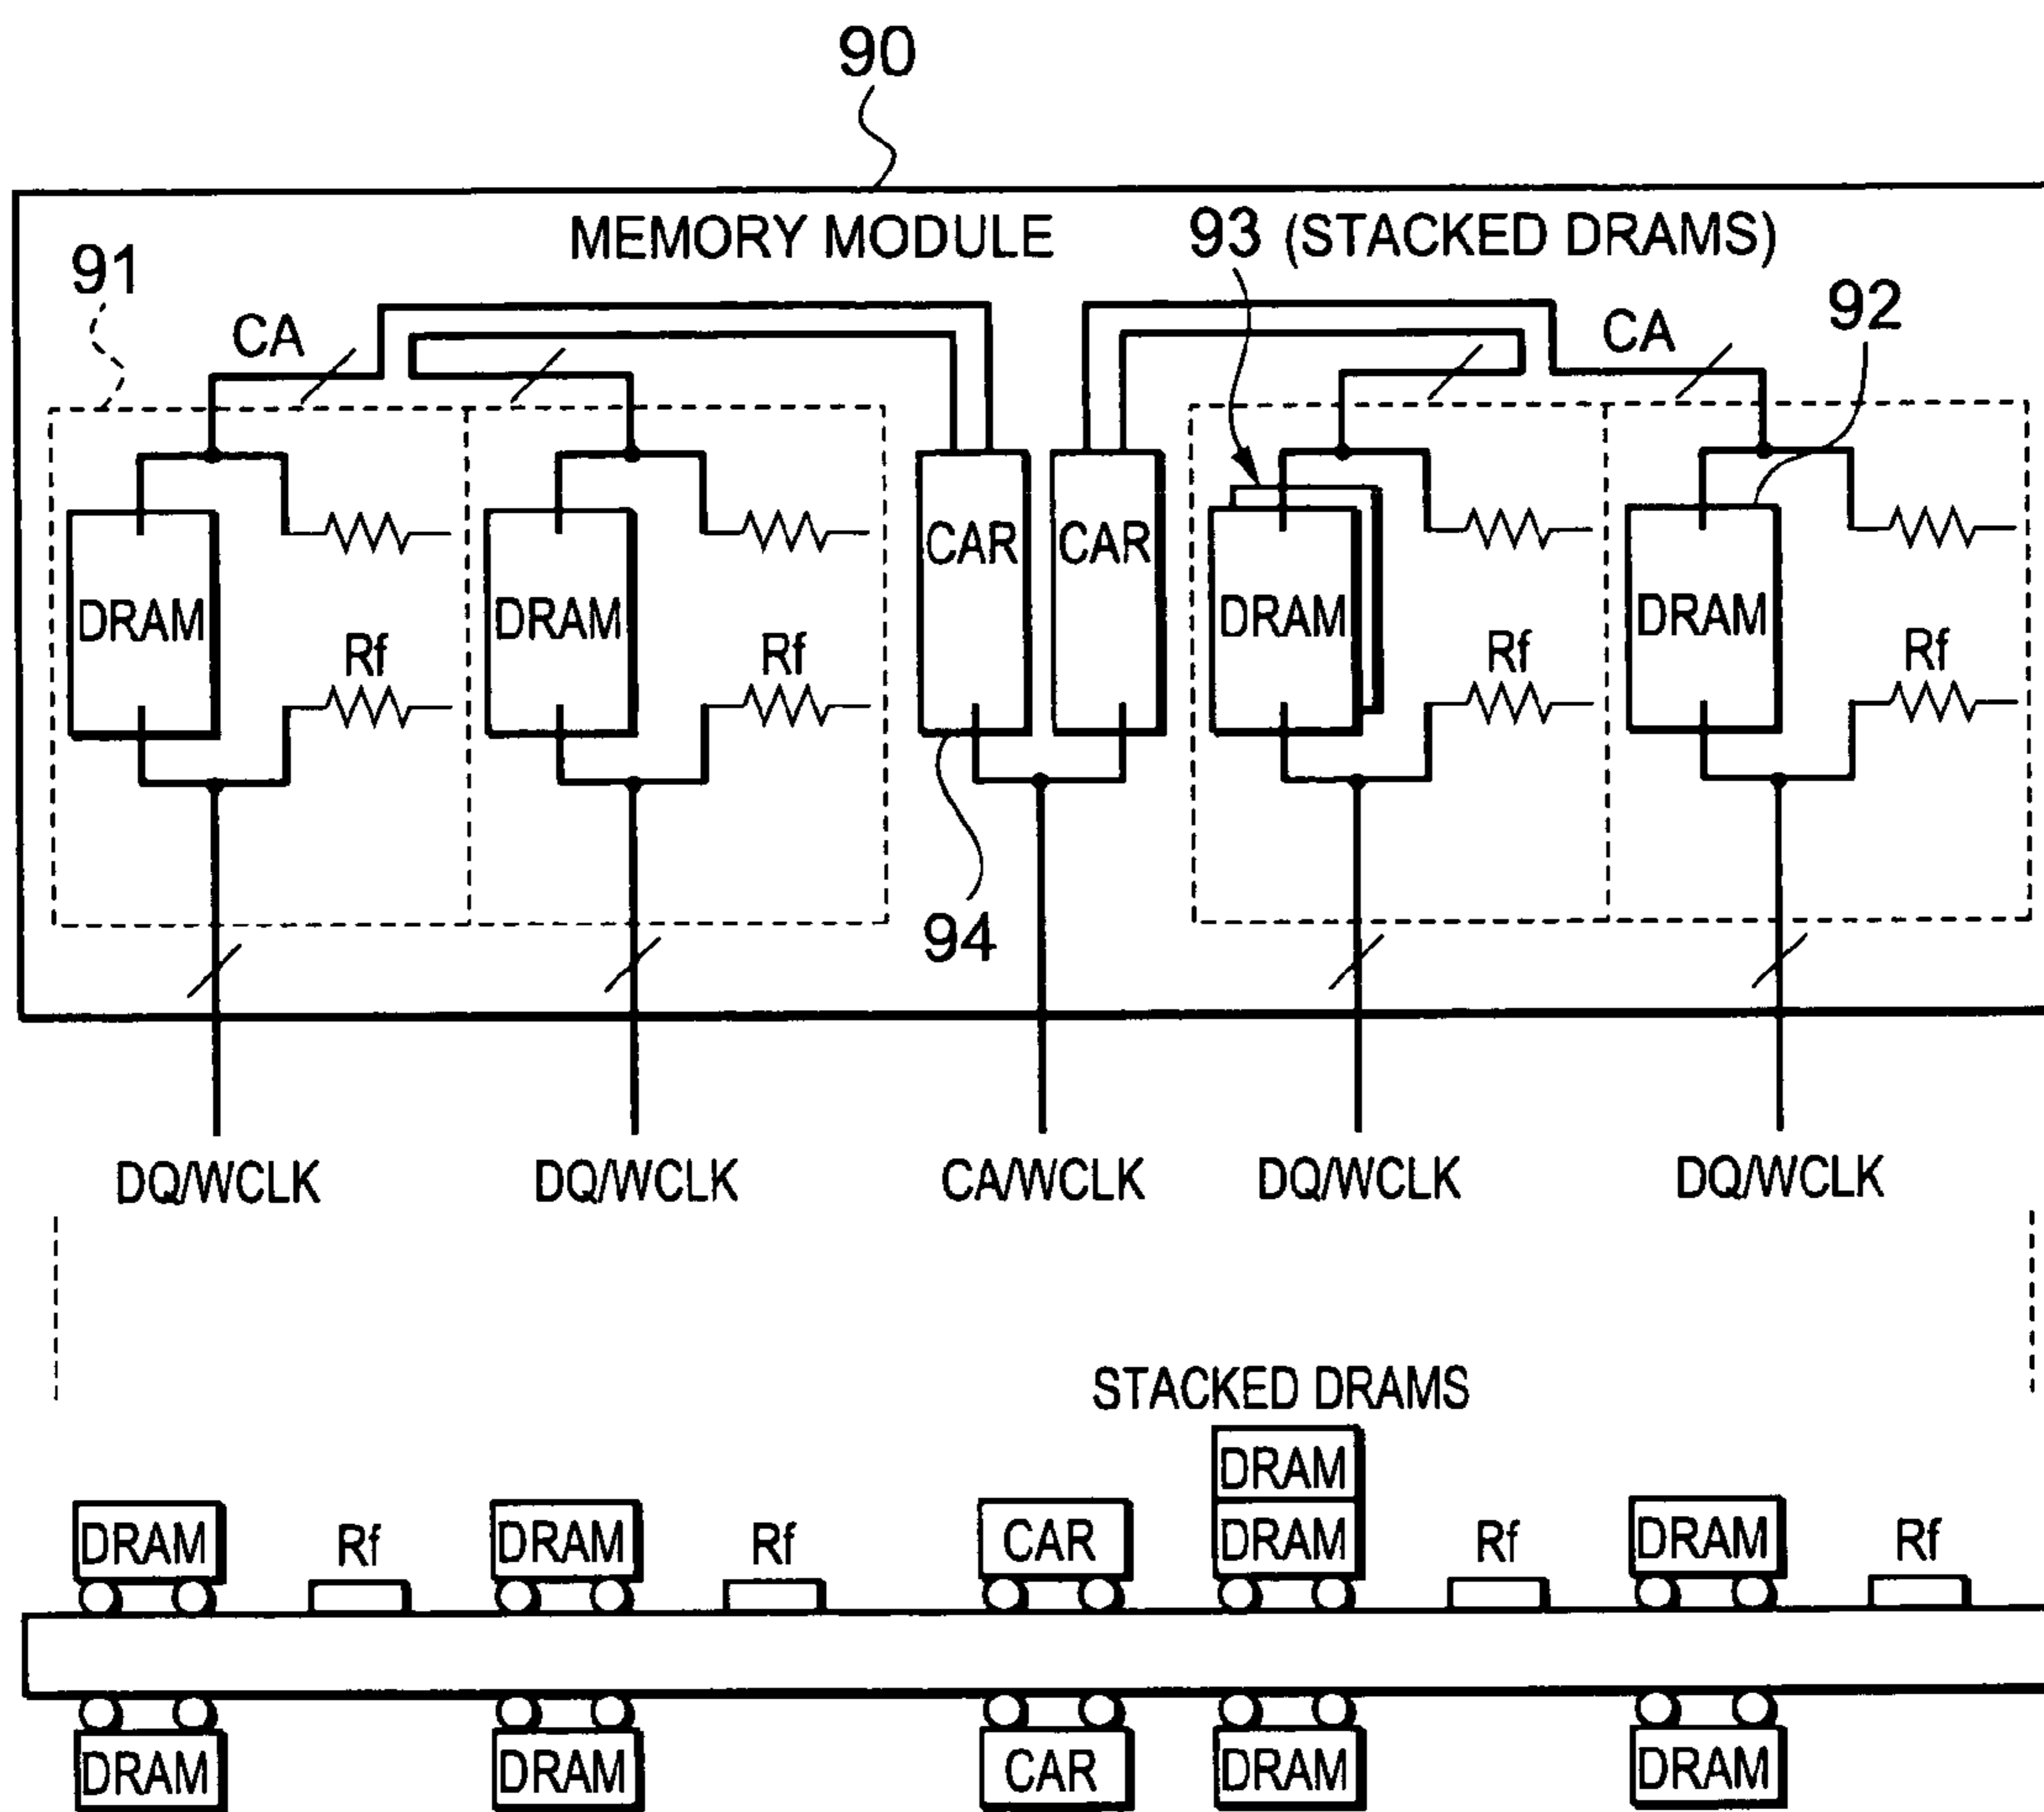 90
MEMORY MODULE
93 (STACKED DRAMS)
91
CA
CA
92
DRAM
DRAM
CAR
CAR
DRAM
DRAM
Rf
Rf
Rf
Rf
94
DQ/WCLK
DQ/WCLK
CA/WCLK
DQ/WCLK
DQ/WCLK
STACKED DRAMS
DRAM
DRAM
Rf
DRAM
Rf
CAR
DRAM
Rf
DRAM
Rf
DRAM
DRAM
CAR
DRAM
DRAM